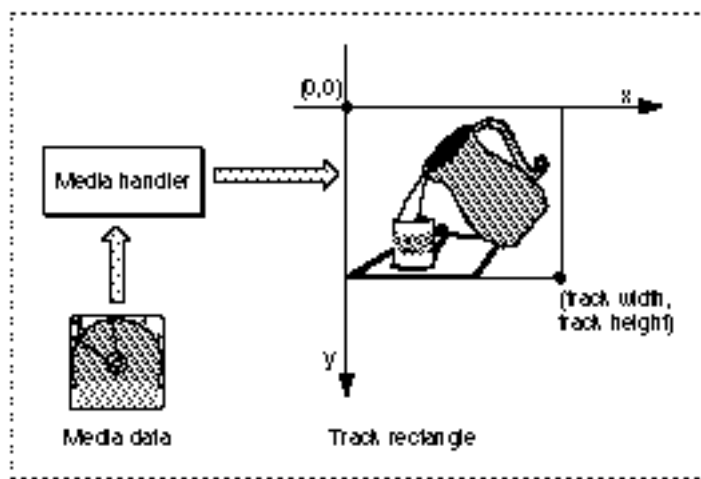 (0,0)
x
Media handler
(track width,
track height)
y
Media data
Track rectangle